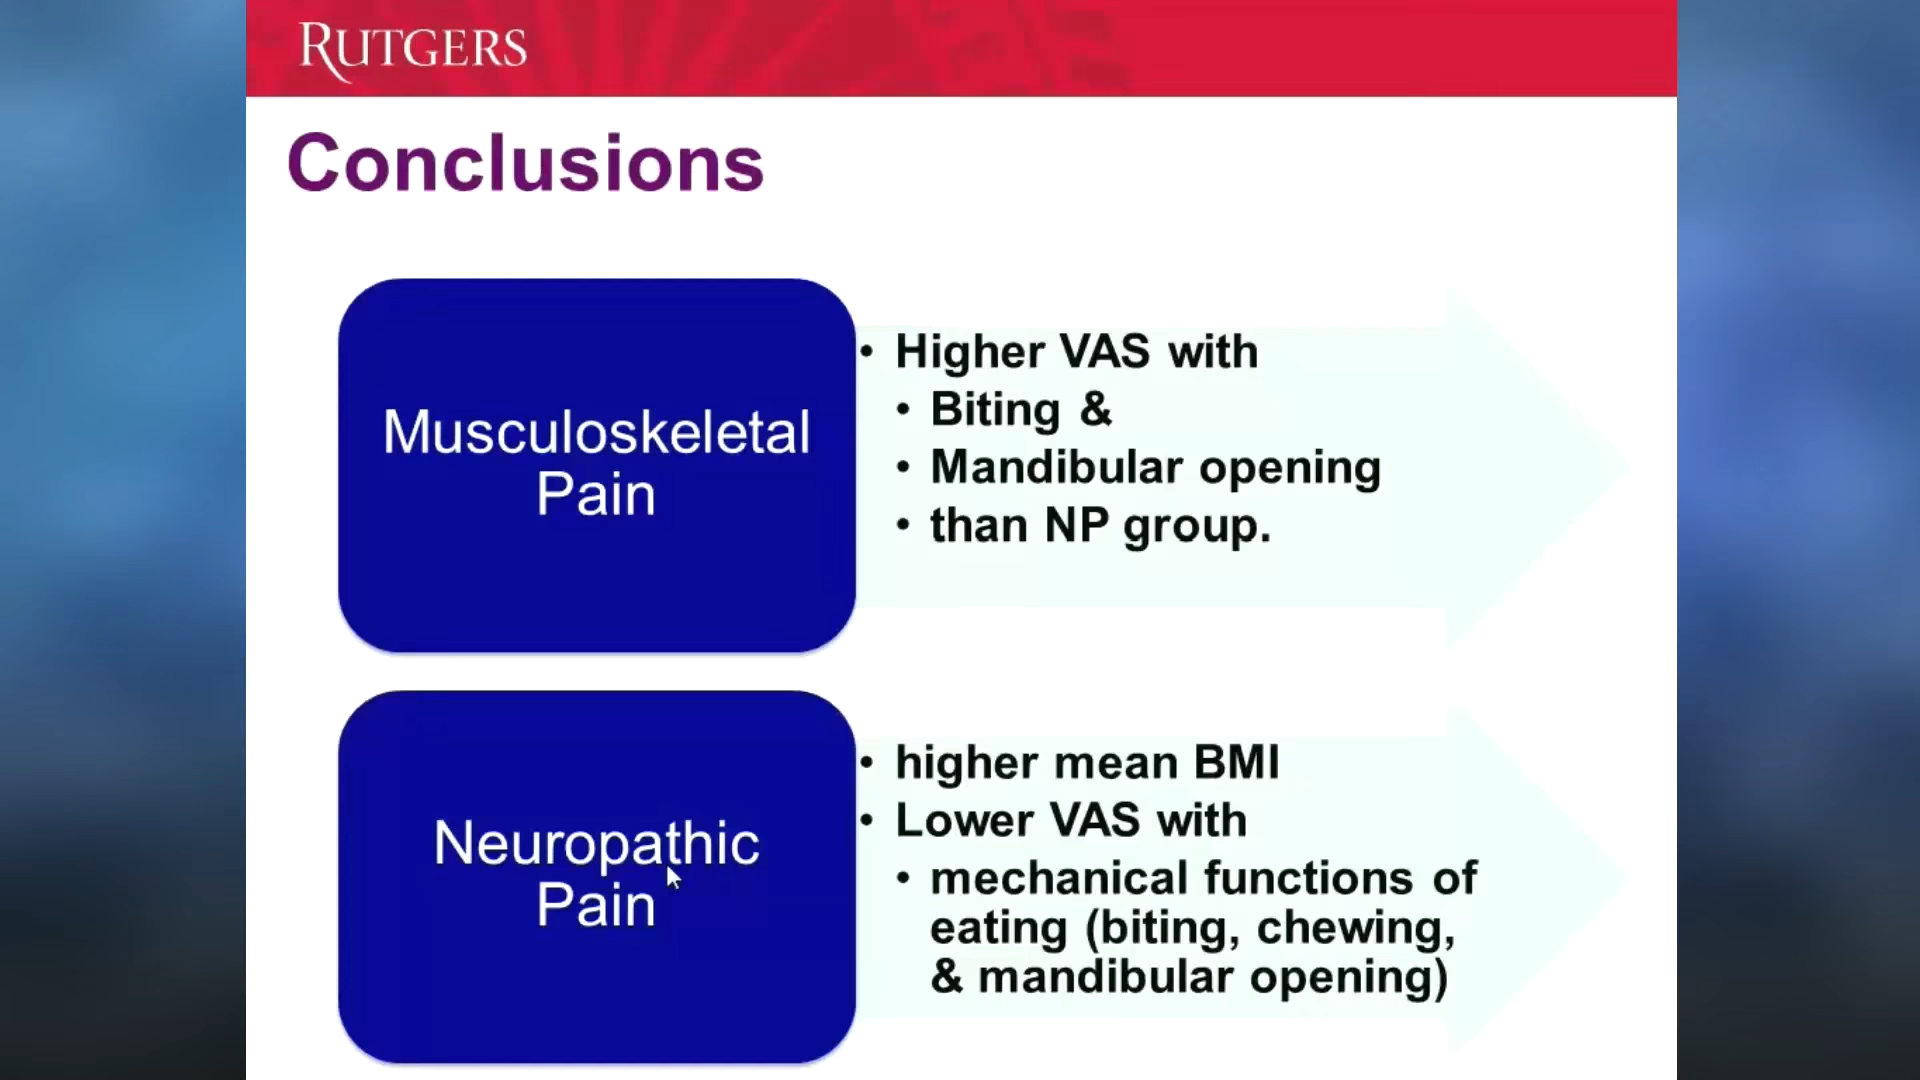 RUTGERS
Conclusions
Musculoskeletal
Pain
• Higher VAS with
• Biting &
• Mandibular opening
• than NP group.
Neuropathic
Pain
• higher mean BMI
• Lower VAS with
• mechanical functions of
eating (biting, chewing,
& mandibular opening)